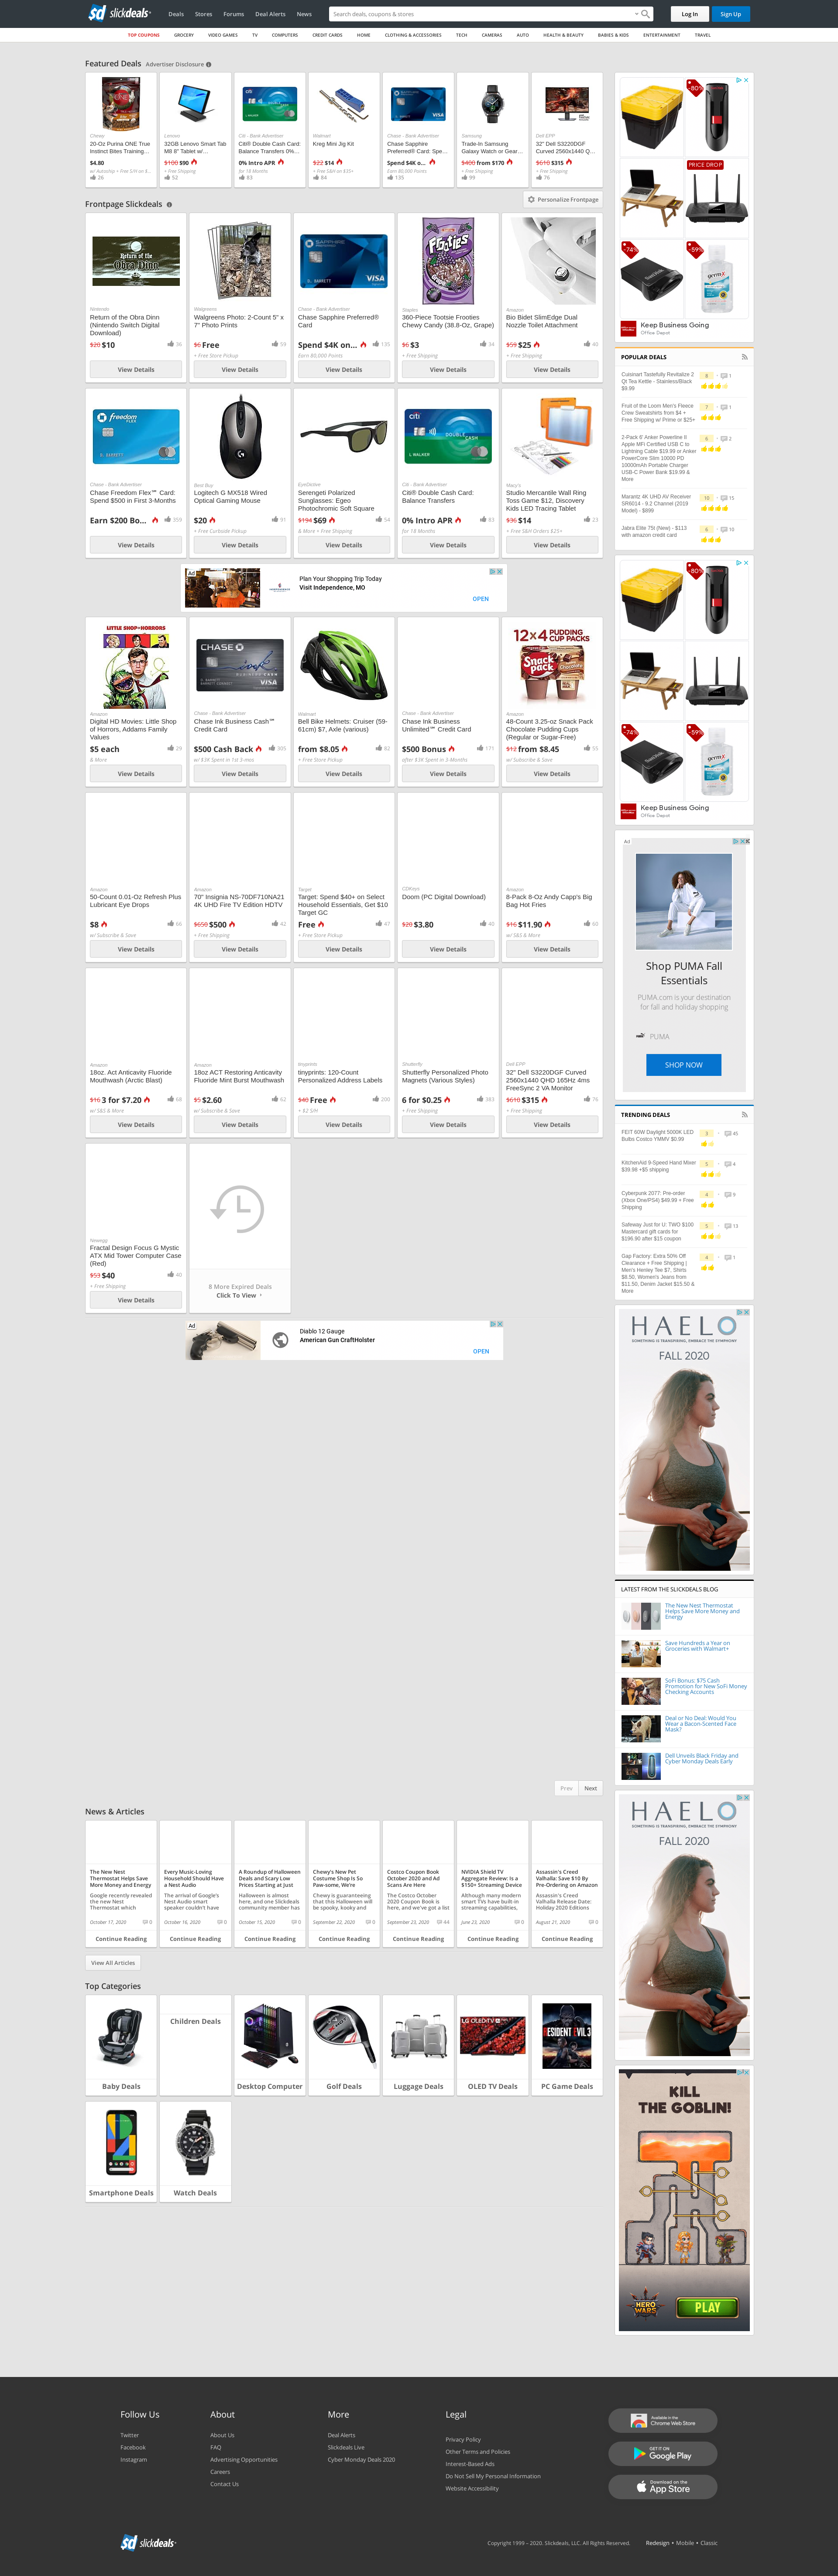 slickdeals
Deals Stores Forums Deal Alerts News
Search deals, coupons & stores
Log In Sign Up
TOP COUPONS GROCERY VIDEO GAMES TV COMPUTERS CREDIT CARDS HOME CLOTHING & ACCESSORIES TECH CAMERAS AUTO HEALTH & BEAUTY BABIES & KIDS ENTERTAINMENT TRAVEL
Featured Deals Advertiser Disclosure
Chewy
20-Oz Purina ONE True
Instinct Bites Training...
$4.80
26
Lenovo
32GB Lenovo Smart Tab
M8 8" Tablet w/...
$100 $90
+ Free Shipping
52
Citi - Bank Advertiser
Citi® Double Cash Card:
Balance Transfers 0%...
0% Intro APR
for 18 Months
83
Walmart
Kreg Mini Jig Kit
$22 $14
+ Free S&H on $35+
84
Chase - Bank Advertiser
Chase Sapphire
Preferred® Card: Spe...
Spend $4K o...
Earn 80,000 Points
135
Samsung
Trade-In Samsung
Galaxy Watch or Gear...
$400 from $170
+ Free Shipping
99
Dell EPP
32" Dell S3220DGF
Curved 2560x1440 Q...
$610 $315
+ Free Shipping
76
Frontpage Slickdeals
Personalize Frontpage
Nintendo
Return of the Obra Dinn
(Nintendo Switch Digital
Download)
$20 $10
36
View Details
Walgreens
Walgreens Photo: 2-Count 5" x
7" Photo Prints
$6 Free
59
+ Free Store Pickup
View Details
Chase - Bank Advertiser
Chase Sapphire Preferred®
Card
Spend $4K on...
135
Earn 80,000 Points
View Details
Staples
360-Piece Tootsie Frooties
Chewy Candy (38.8-Oz, Grape)
$6 $3
34
+ Free Shipping
View Details
Amazon
Bio Bidet SlimEdge Dual
Nozzle Toilet Attachment
$59 $25
40
+ Free Shipping
View Details
Chase - Bank Advertiser
Chase Freedom Flex℠ Card:
Spend $500 in First 3-Months
Earn $200 Bo...
359
View Details
Best Buy
Logitech G MX518 Wired
Optical Gaming Mouse
$20
91
+ Free Curbside Pickup
View Details
EyeDictive
Serengeti Polarized
Sunglasses: Egeo
Photochromic Soft Square
$194 $69
54
& More + Free Shipping
View Details
Citi - Bank Advertiser
Citi® Double Cash Card:
Balance Transfers
0% Intro APR
83
for 18 Months
View Details
Macy's
Studio Mercantile Wall Ring
Toss Game $12, Discovery
Kids LED Tracing Tablet
$36 $14
23
+ Free S&H Orders $25+
View Details
Ad
Plan Your Shopping Trip Today
Visit Independence, MO
OPEN
LITTLE SHOP OF HORRORS
Amazon
Digital HD Movies: Little Shop
of Horrors, Addams Family
Values
$5 each
29
& More
View Details
CHASE
Chase - Bank Advertiser
Chase Ink Business Cash℠
Credit Card
$500 Cash Back
305
w/ $3K Spent in 1st 3-mos
View Details
Walmart
Bell Bike Helmets: Cruiser (59-
61cm) $7, Axle (various)
from $8.05
82
+ Free Store Pickup
View Details
Chase - Bank Advertiser
Chase Ink Business
Unlimited℠ Credit Card
$500 Bonus
171
after $3K Spent in 3-Months
View Details
12x4 PUDDING CUP PACKS
Snack Pack
Amazon
48-Count 3.25-oz Snack Pack
Chocolate Pudding Cups
(Regular or Sugar-Free)
$12 from $8.45
55
w/ Subscribe & Save
View Details
Amazon
50-Count 0.01-Oz Refresh Plus
Lubricant Eye Drops
$8
66
w/ Subscribe & Save
View Details
Amazon
70" Insignia NS-70DF710NA21
4K UHD Fire TV Edition HDTV
$650 $500
42
+ Free Shipping
View Details
Target
Target: Spend $40+ on Select
Household Essentials, Get $10
Target GC
Free
47
+ Free Store Pickup
View Details
CDKeys
Doom (PC Digital Download)
$20 $3.80
40
View Details
Amazon
8-Pack 8-Oz Andy Capp's Big
Bag Hot Fries
$16 $11.90
60
w/ S&S & More
View Details
Amazon
18oz. Act Anticavity Fluoride
Mouthwash (Arctic Blast)
$16 3 for $7.20
68
w/ S&S & More
View Details
Amazon
18oz ACT Restoring Anticavity
Fluoride Mint Burst Mouthwash
$5 $2.60
62
w/ Subscribe & Save
View Details
tinyprints
tinyprints: 120-Count
Personalized Address Labels
$40 Free
200
+ $2 S/H
View Details
Shutterfly
Shutterfly Personalized Photo
Magnets (Various Styles)
6 for $0.25
383
+ Free Shipping
View Details
Dell EPP
32" Dell S3220DGF Curved
2560x1440 QHD 165Hz 4ms
FreeSync 2 VA Monitor
$610 $315
76
+ Free Shipping
View Details
Newegg
Fractal Design Focus G Mystic
ATX Mid Tower Computer Case
(Red)
$53 $40
40
+ Free Shipping
View Details
8 More Expired Deals
Click To View
Ad
Diablo 12 Gauge
American Gun CraftHolster
OPEN
Prev Next
News & Articles
The New Nest
Thermostat Helps Save
More Money and Energy
Google recently revealed
the new Nest
Thermostat which
October 17, 2020
0
Continue Reading
Every Music-Loving
Household Should Have
a Nest Audio
The arrival of Google's
Nest Audio smart
speaker couldn't have
October 16, 2020
0
Continue Reading
A Roundup of Halloween
Deals and Scary Low
Prices Starting at Just
Halloween is almost
here, and one Slickdeals
community member has
October 15, 2020
0
Continue Reading
Chewy's New Pet
Costume Shop Is So
Paw-some, We're
Chewy is guaranteeing
that this Halloween will
be spooky, kooky and
September 22, 2020
0
Continue Reading
Costco Coupon Book
October 2020 and Ad
Scans Are Here
The Costco October
2020 Coupon Book is
here, and we've got a list
September 23, 2020
44
Continue Reading
NVIDIA Shield TV
Aggregate Review: Is a
$150+ Streaming Device
Although many modern
smart TVs have built-in
streaming capabilities,
June 23, 2020
0
Continue Reading
Assassin's Creed
Valhalla: Save $10 By
Pre-Ordering on Amazon
Assassin's Creed
Valhalla Release Date:
Holiday 2020 Editions
August 21, 2020
0
Continue Reading
View All Articles
Top Categories
Baby Deals
Children Deals
Desktop Computer
Golf Deals
Luggage Deals
LG OLED TV
OLED TV Deals
RESIDENT EVIL 3
PC Game Deals
Smartphone Deals
Watch Deals
-80%
PRICE DROP
-74%
-59%
germx
Keep Business Going
Office Depot
POPULAR DEALS
Cuisinart Tastefully Revitalize 2
Qt Tea Kettle - Stainless/Black
$9.99
8 1
Fruit of the Loom Men's Fleece
Crew Sweatshirts from $4 +
Free Shipping w/ Prime or $25+
7 1
2-Pack 6' Anker Powerline II
Apple MFI Certified USB C to
Lightning Cable $19.99 or Anker
PowerCore Slim 10000 PD
10000mAh Portable Charger
USB-C Power Bank $19.99 &
More
6 2
Marantz 4K UHD AV Receiver
SR6014 - 9.2 Channel (2019
Model) - $899
10 15
Jabra Elite 75t (New) - $113
with amazon credit card
6 10
-80%
-74%
-59%
germx
Keep Business Going
Office Depot
Ad
Shop PUMA Fall
Essentials
PUMA.com is your destination
for fall and holiday shopping
PUMA
SHOP NOW
TRENDING DEALS
FEIT 60W Daylight 5000K LED
Bulbs Costco YMMV $0.99
3 45
KitchenAid 9-Speed Hand Mixer
$39.98 +$5 shipping
5 4
Cyberpunk 2077: Pre-order
(Xbox One/PS4) $49.99 + Free
Shipping
4 9
Safeway Just for U: TWO $100
Mastercard gift cards for
$196.90 after $15 coupon
5 13
Gap Factory: Extra 50% Off
Clearance + Free Shipping |
Men's Henley Tee $7, Shirts
$8.50, Women's Jeans from
$11.50, Denim Jacket $15.50 &
More
4 1
HAELO
SOMETHING IS TRANSPIRING, EMBRACE THE CURRENT.
FALL 2020
LATEST FROM THE SLICKDEALS BLOG
The New Nest Thermostat
Helps Save More Money and
Energy
Save Hundreds a Year on
Groceries with Walmart+
SoFi Bonus: $75 Cash
Promotion for New SoFi Money
Checking Accounts
Deal or No Deal: Would You
Wear a Bacon-Scented Face
Mask?
Dell Unveils Black Friday and
Cyber Monday Deals Early
HAELO
SOMETHING IS TRANSPIRING, EMBRACE THE CURRENT.
FALL 2020
KILL
THE GOBLIN!
HERO WARS
PLAY
Follow Us
Twitter
Facebook
Instagram
About
About Us
FAQ
Advertising Opportunities
Careers
Contact Us
More
Deal Alerts
Slickdeals Live
Cyber Monday Deals 2020
Legal
Privacy Policy
Other Terms and Policies
Interest-Based Ads
Do Not Sell My Personal Information
Website Accessibility
Available in the
Chrome Web Store
GET IT ON
Google Play
Download on the
App Store
slickdeals
Copyright 1999 – 2020. Slickdeals, LLC. All Rights Reserved.
Redesign • Mobile • Classic